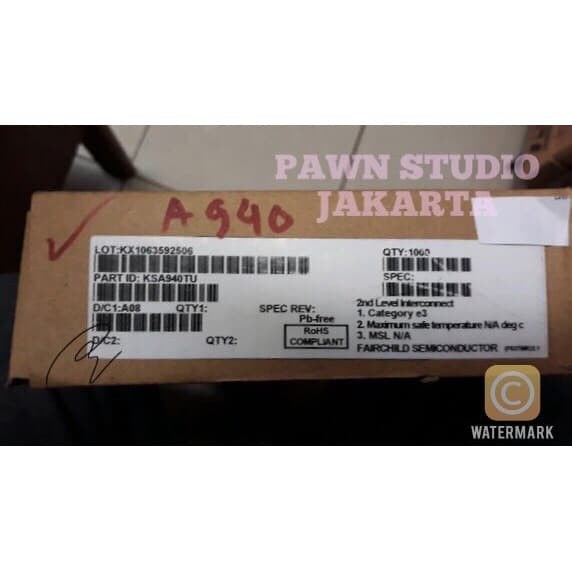 PAWN STUDIO
JAKARTA
A940
LOT:KX1063592506
QTY:1000
PART ID: KSA940TU
SPEC:
D/C1:A08 QTY1: SPEC REV:
Pb-free
RoHS
COMPLIANT
D/C2: QTY2:
2nd Level Interconnect
1. Category e3
2. Maximum safe temperature N/A deg c
3. MSL N/A
FAIRCHILD SEMICONDUCTOR
C
WATERMARK